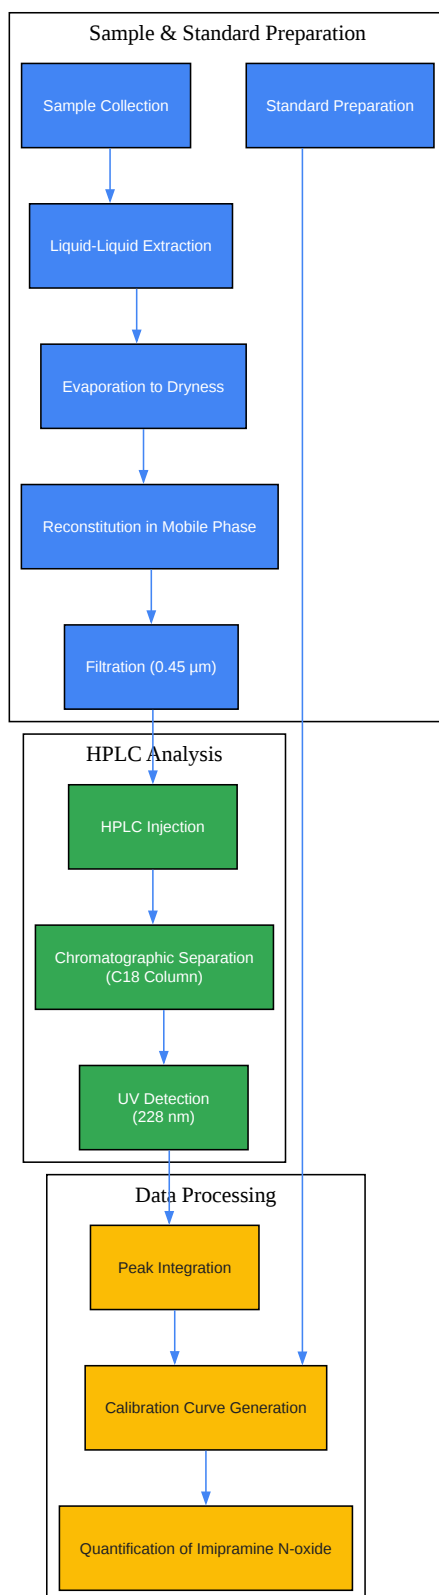 Sample & Standard Preparation
Sample Collection
Standard Preparation
Liquid-Liquid Extraction
Evaporation to Dryness
Reconstitution in Mobile Phase
Filtration (0.45 µm)
HPLC Analysis
HPLC Injection
Chromatographic Separation
(C18 Column)
UV Detection
(228 nm)
Data Processing
Peak Integration
Calibration Curve Generation
Quantification of Imipramine N-oxide